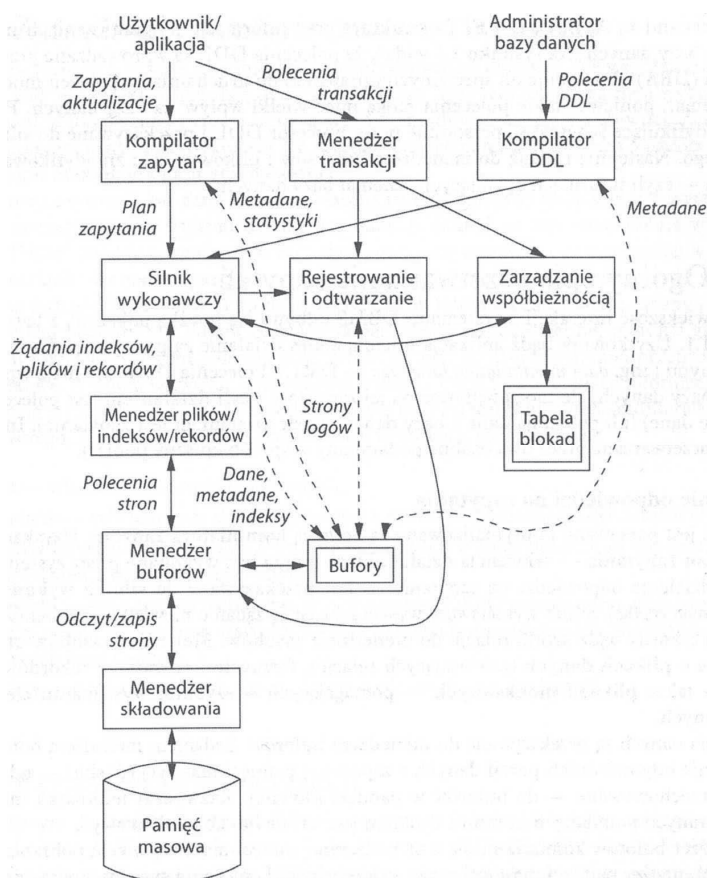 Użytkownik/
aplikacja
Administrator
bazy danych
Zapytania,
aktualizacje
Polecenia
transakcji
Polecenia
DDL
Kompilator
zapytań
Menedżer
transakcji
Kompilator
DDL
Plan
zapytania
Metadane,
statystyki
Metadane
Silnik
wykonawczy
Rejestrowanie
i odtwarzanie
Zarządzanie
współbieżnością
Żądania indeksów,
plików i rekordów
Menedżer plików/
indeksów/rekordów
Strony
logów
Tabela
blokad
Polecenia
stron
Dane,
metadane,
indeksy
Menedżer
buforów
Bufory
Odczyt/zapis
strony
Menedżer
składowania
Pamięć
masowa